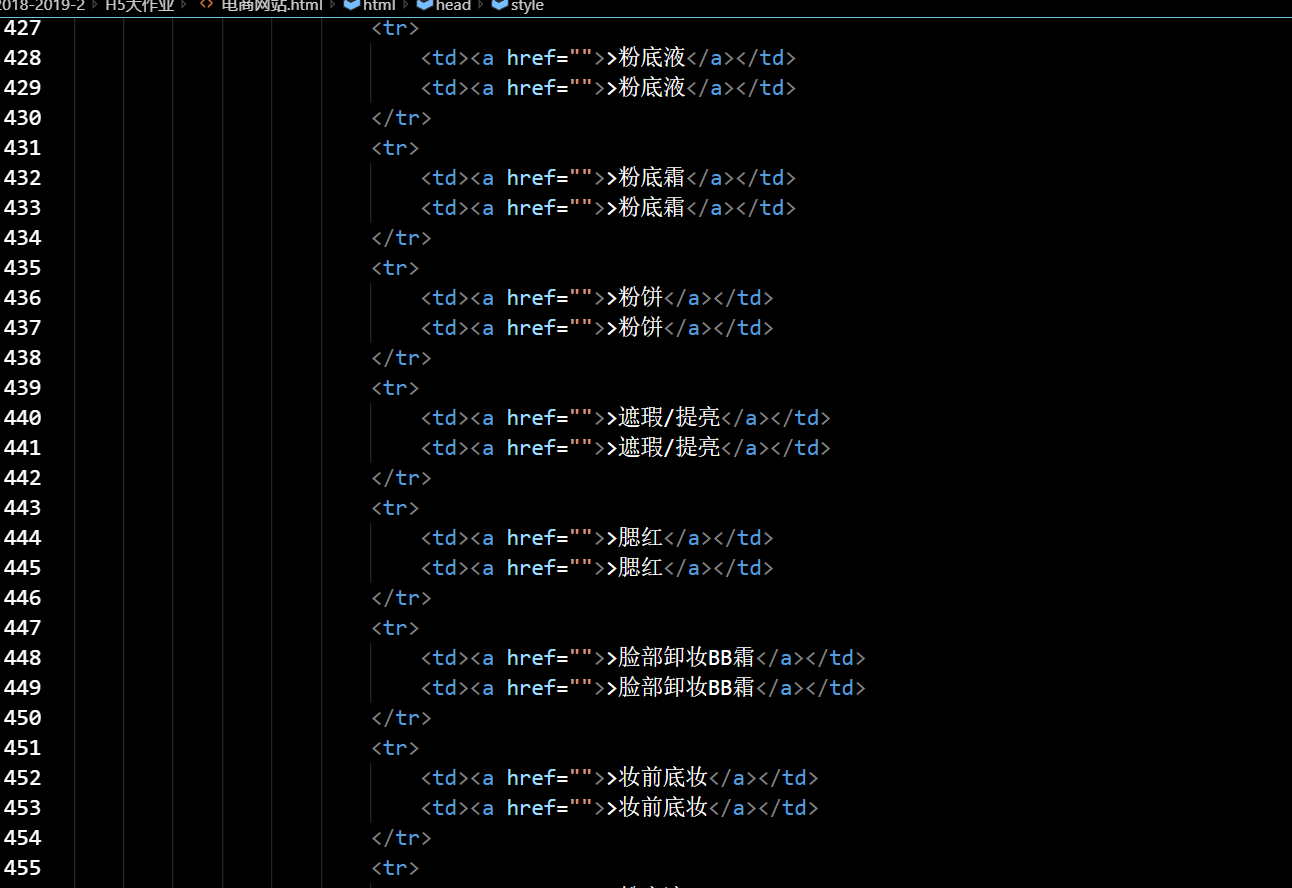 2018-2019-2 > H5大作业 > <> 电商网站.html > html > head > style
427 <tr>
428 <td><a href="">>粉底液</a></td>
429 <td><a href="">>粉底液</a></td>
430 </tr>
431 <tr>
432 <td><a href="">>粉底霜</a></td>
433 <td><a href="">>粉底霜</a></td>
434 </tr>
435 <tr>
436 <td><a href="">>粉饼</a></td>
437 <td><a href="">>粉饼</a></td>
438 </tr>
439 <tr>
440 <td><a href="">>遮瑕/提亮</a></td>
441 <td><a href="">>遮瑕/提亮</a></td>
442 </tr>
443 <tr>
444 <td><a href="">>腮红</a></td>
445 <td><a href="">>腮红</a></td>
446 </tr>
447 <tr>
448 <td><a href="">>脸部卸妆BB霜</a></td>
449 <td><a href="">>脸部卸妆BB霜</a></td>
450 </tr>
451 <tr>
452 <td><a href="">>妆前底妆</a></td>
453 <td><a href="">>妆前底妆</a></td>
454 </tr>
455 <tr>